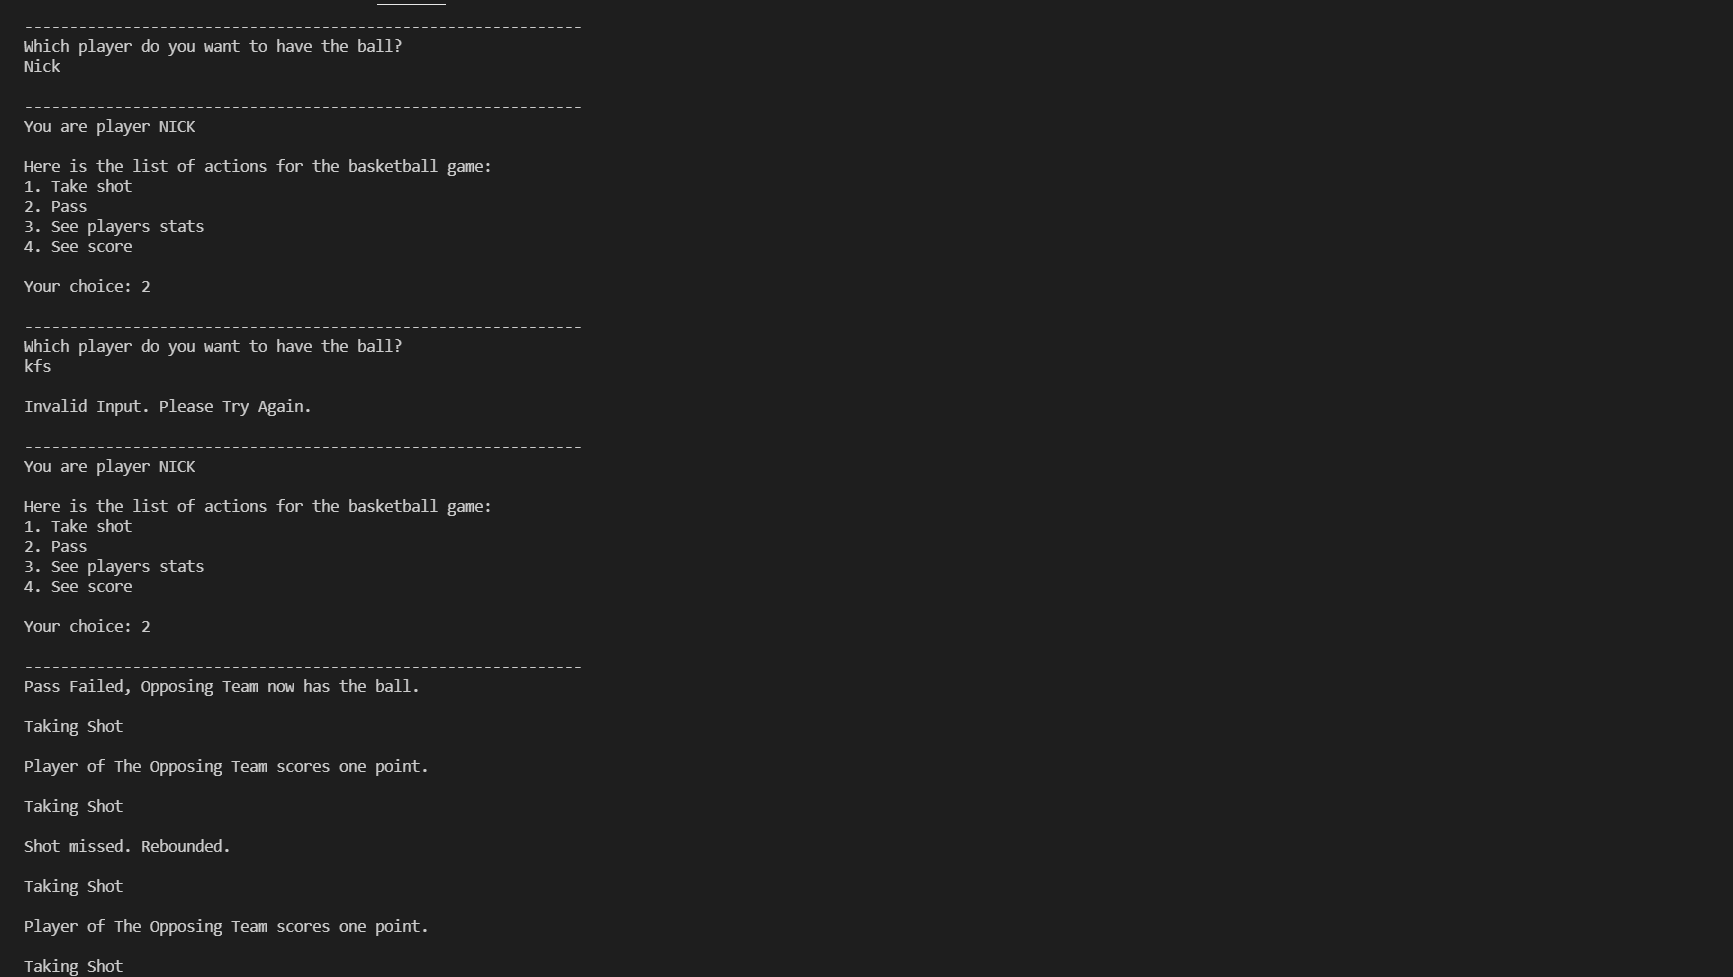 --------------------------------------------------------------
Which player do you want to have the ball?
Nick
--------------------------------------------------------------
You are player NICK
Here is the list of actions for the basketball game:
1. Take shot
2. Pass
3. See players stats
4. See score
Your choice: 2
--------------------------------------------------------------
Which player do you want to have the ball?
kfs
Invalid Input. Please Try Again.
--------------------------------------------------------------
You are player NICK
Here is the list of actions for the basketball game:
1. Take shot
2. Pass
3. See players stats
4. See score
Your choice: 2
--------------------------------------------------------------
Pass Failed, Opposing Team now has the ball.
Taking Shot
Player of The Opposing Team scores one point.
Taking Shot
Shot missed. Rebounded.
Taking Shot
Player of The Opposing Team scores one point.
Taking Shot